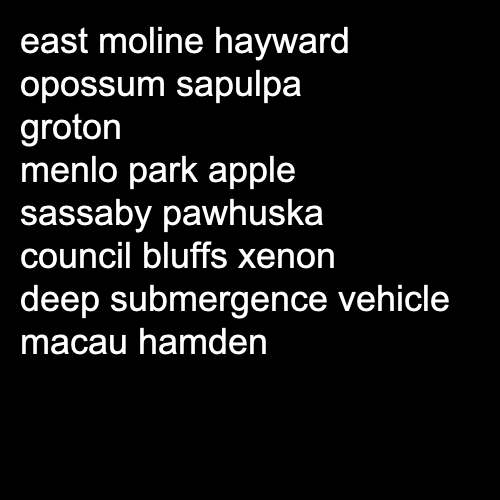 east moline hayward
opossum sapulpa
groton
menlo park apple
sassaby pawhuska
council bluffs xenon
deep submergence vehicle
macau hamden